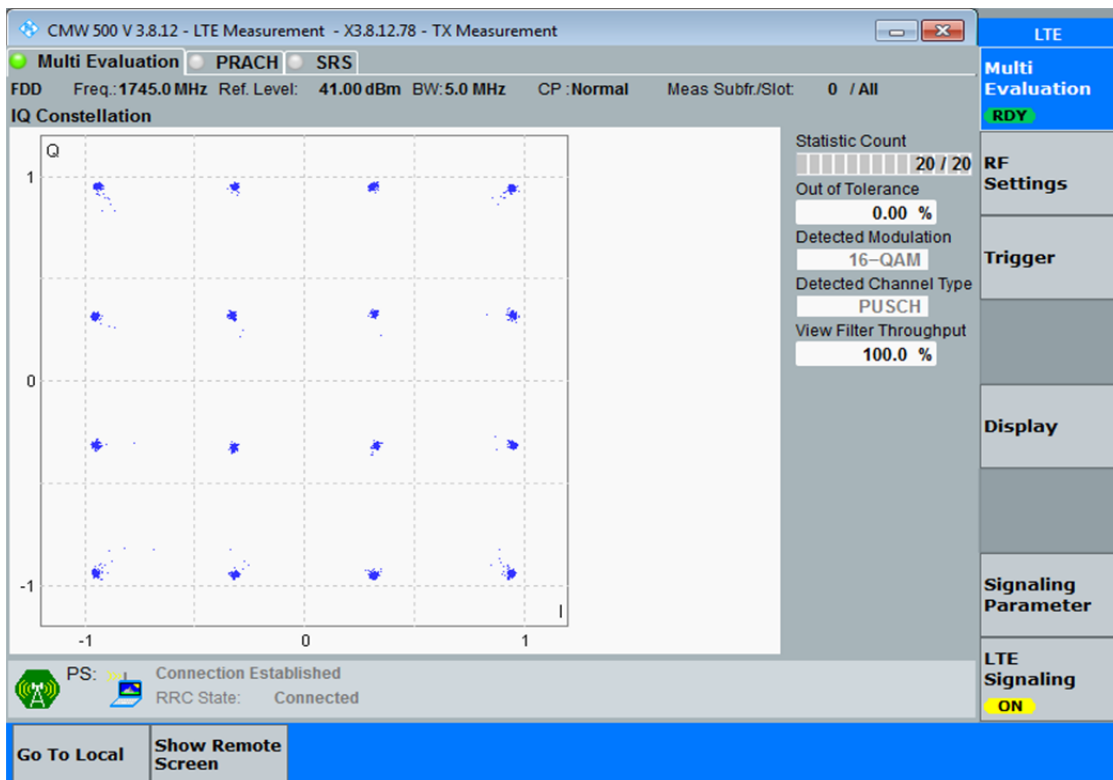 CMW 500 V 3.8.12 - LTE Measurement - X3.8.12.78 - TX Measurement
LTE
Multi Evaluation PRACH SRS
Multi
Evaluation
RDY
FDD Freq.:1745.0 MHz Ref. Level: 41.00 dBm BW:5.0 MHz CP :Normal Meas Subfr./Slot: 0 / All
IQ Constellation
Q
1
0
-1
-1 0 1
I
Statistic Count
20 / 20
Out of Tolerance
0.00 %
Detected Modulation
16-QAM
Detected Channel Type
PUSCH
View Filter Throughput
100.0 %
RF
Settings
Trigger
Display
Signaling
Parameter
LTE
Signaling
ON
PS: Connection Established
RRC State: Connected
Go To Local
Show Remote
Screen